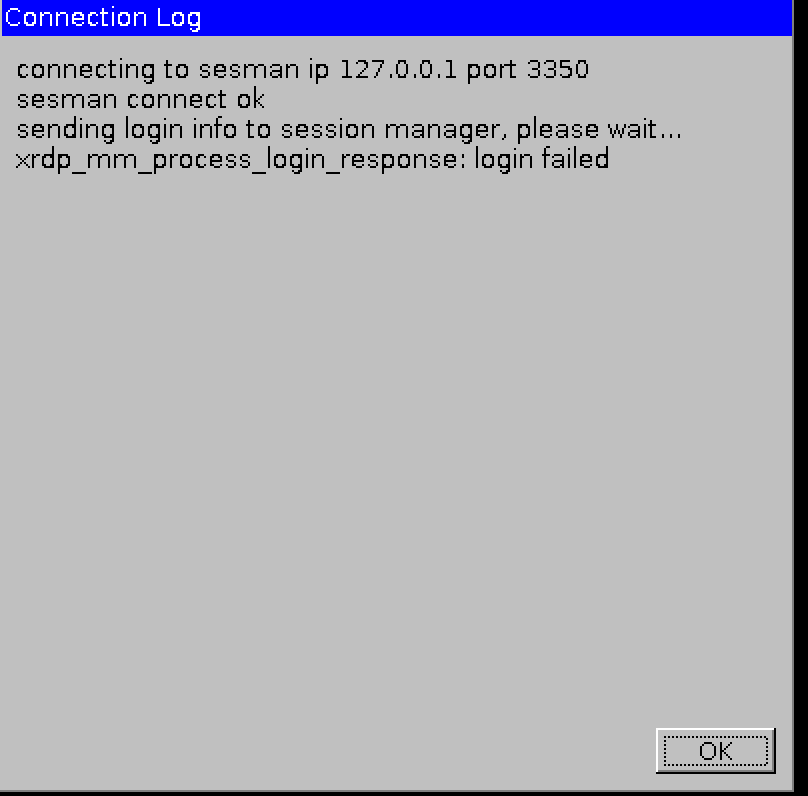 Connection Log
connecting to sesman ip 127.0.0.1 port 3350
sesman connect ok
sending login info to session manager, please wait...
xrdp_mm_process_login_response: login failed
OK